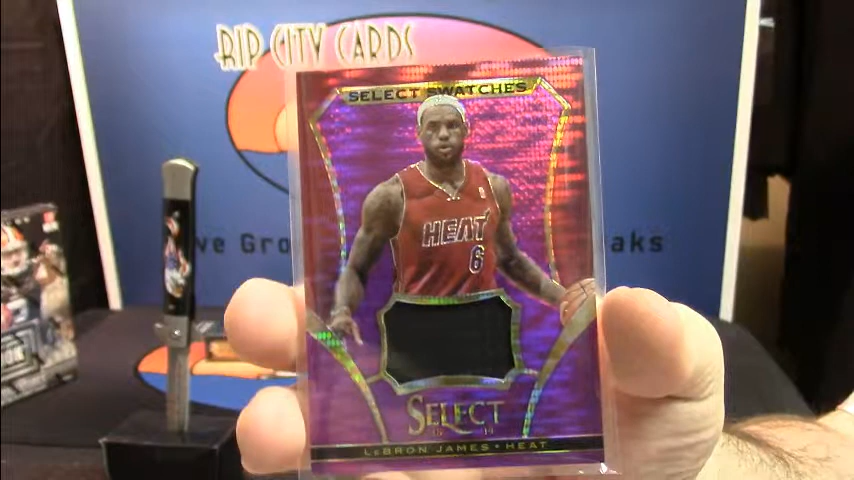 RIP CITY CARDS
SELECT SWATCHES
HEAT
6
ve Gro
aks
SELECT
LEBRON JAMES • HEAT